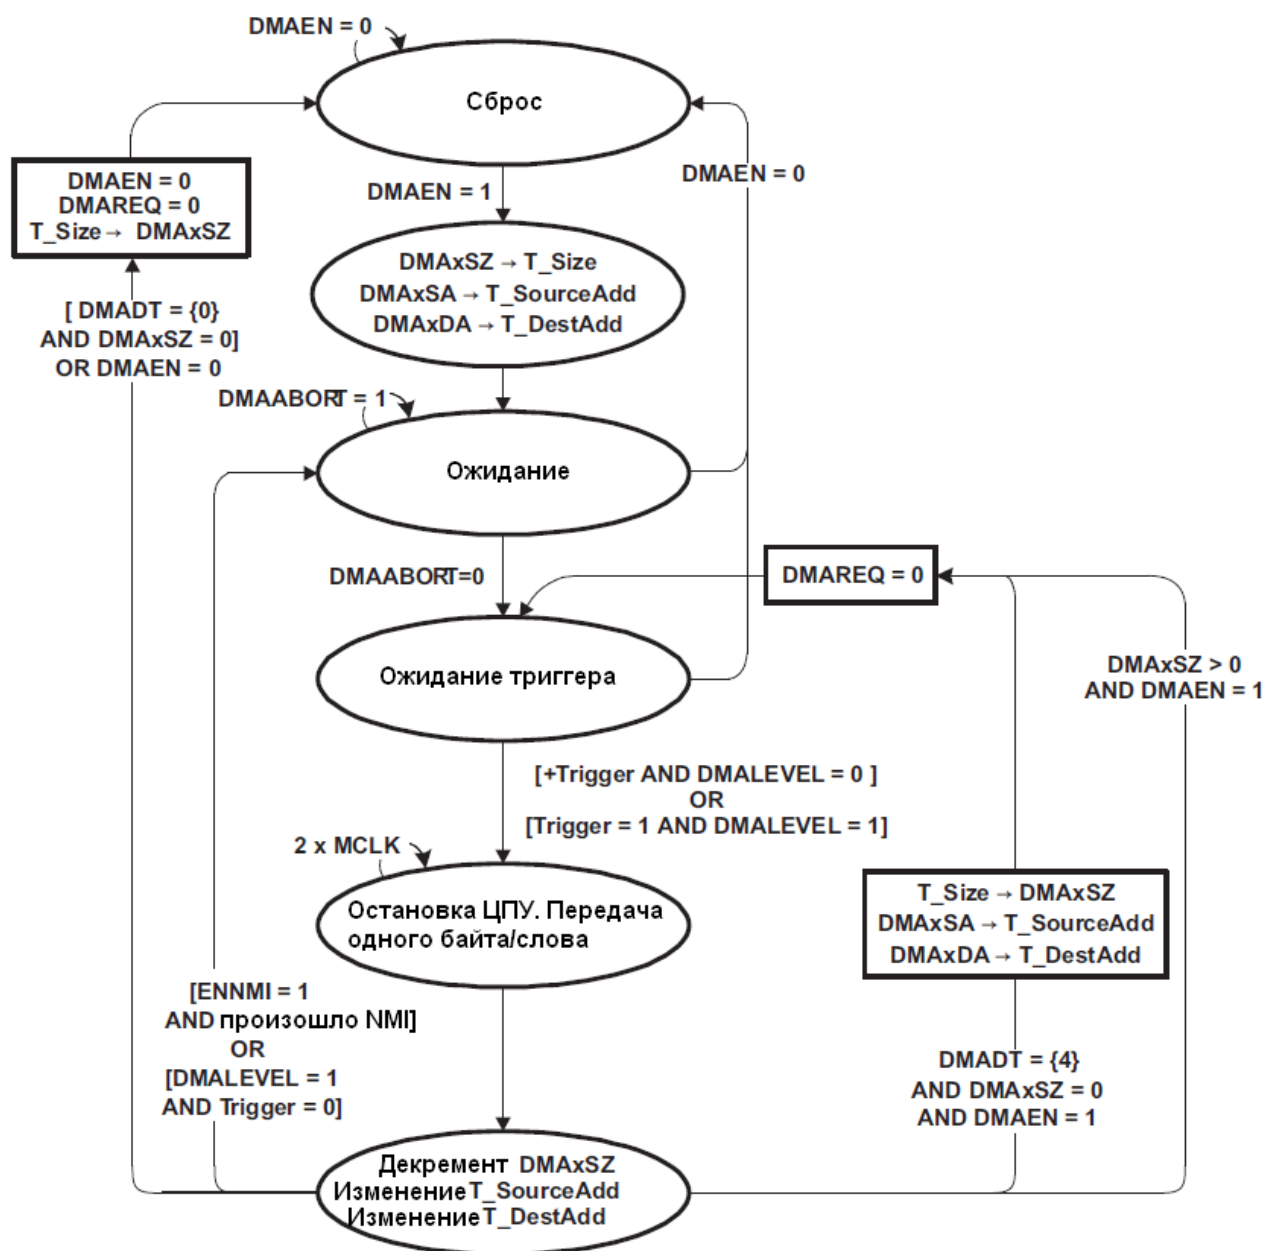 DMAEN = 0
Сброс
DMAEN = 0
DMAREQ = 0
T_Size → DMAxSZ
DMAEN = 1
DMAEN = 0
DMAxSZ → T_Size
DMAxSA → T_SourceAdd
DMAxDA → T_DestAdd
[ DMADT = {0}
AND DMAxSZ = 0]
OR DMAEN = 0
DMAABORT = 1
Ожидание
DMAABORT=0
DMAREQ = 0
Ожидание триггера
DMAxSZ > 0
AND DMAEN = 1
[+Trigger AND DMALEVEL = 0 ]
OR
[Trigger = 1 AND DMALEVEL = 1]
2 x MCLK
Остановка ЦПУ. Передача
одного байта/слова
T_Size → DMAxSZ
DMAxSA → T_SourceAdd
DMAxDA → T_DestAdd
[ENNMI = 1
AND произошло NMI]
OR
[DMALEVEL = 1
AND Trigger = 0]
DMADT = {4}
AND DMAxSZ = 0
AND DMAEN = 1
Декремент DMAxSZ
Изменение T_SourceAdd
Изменение T_DestAdd